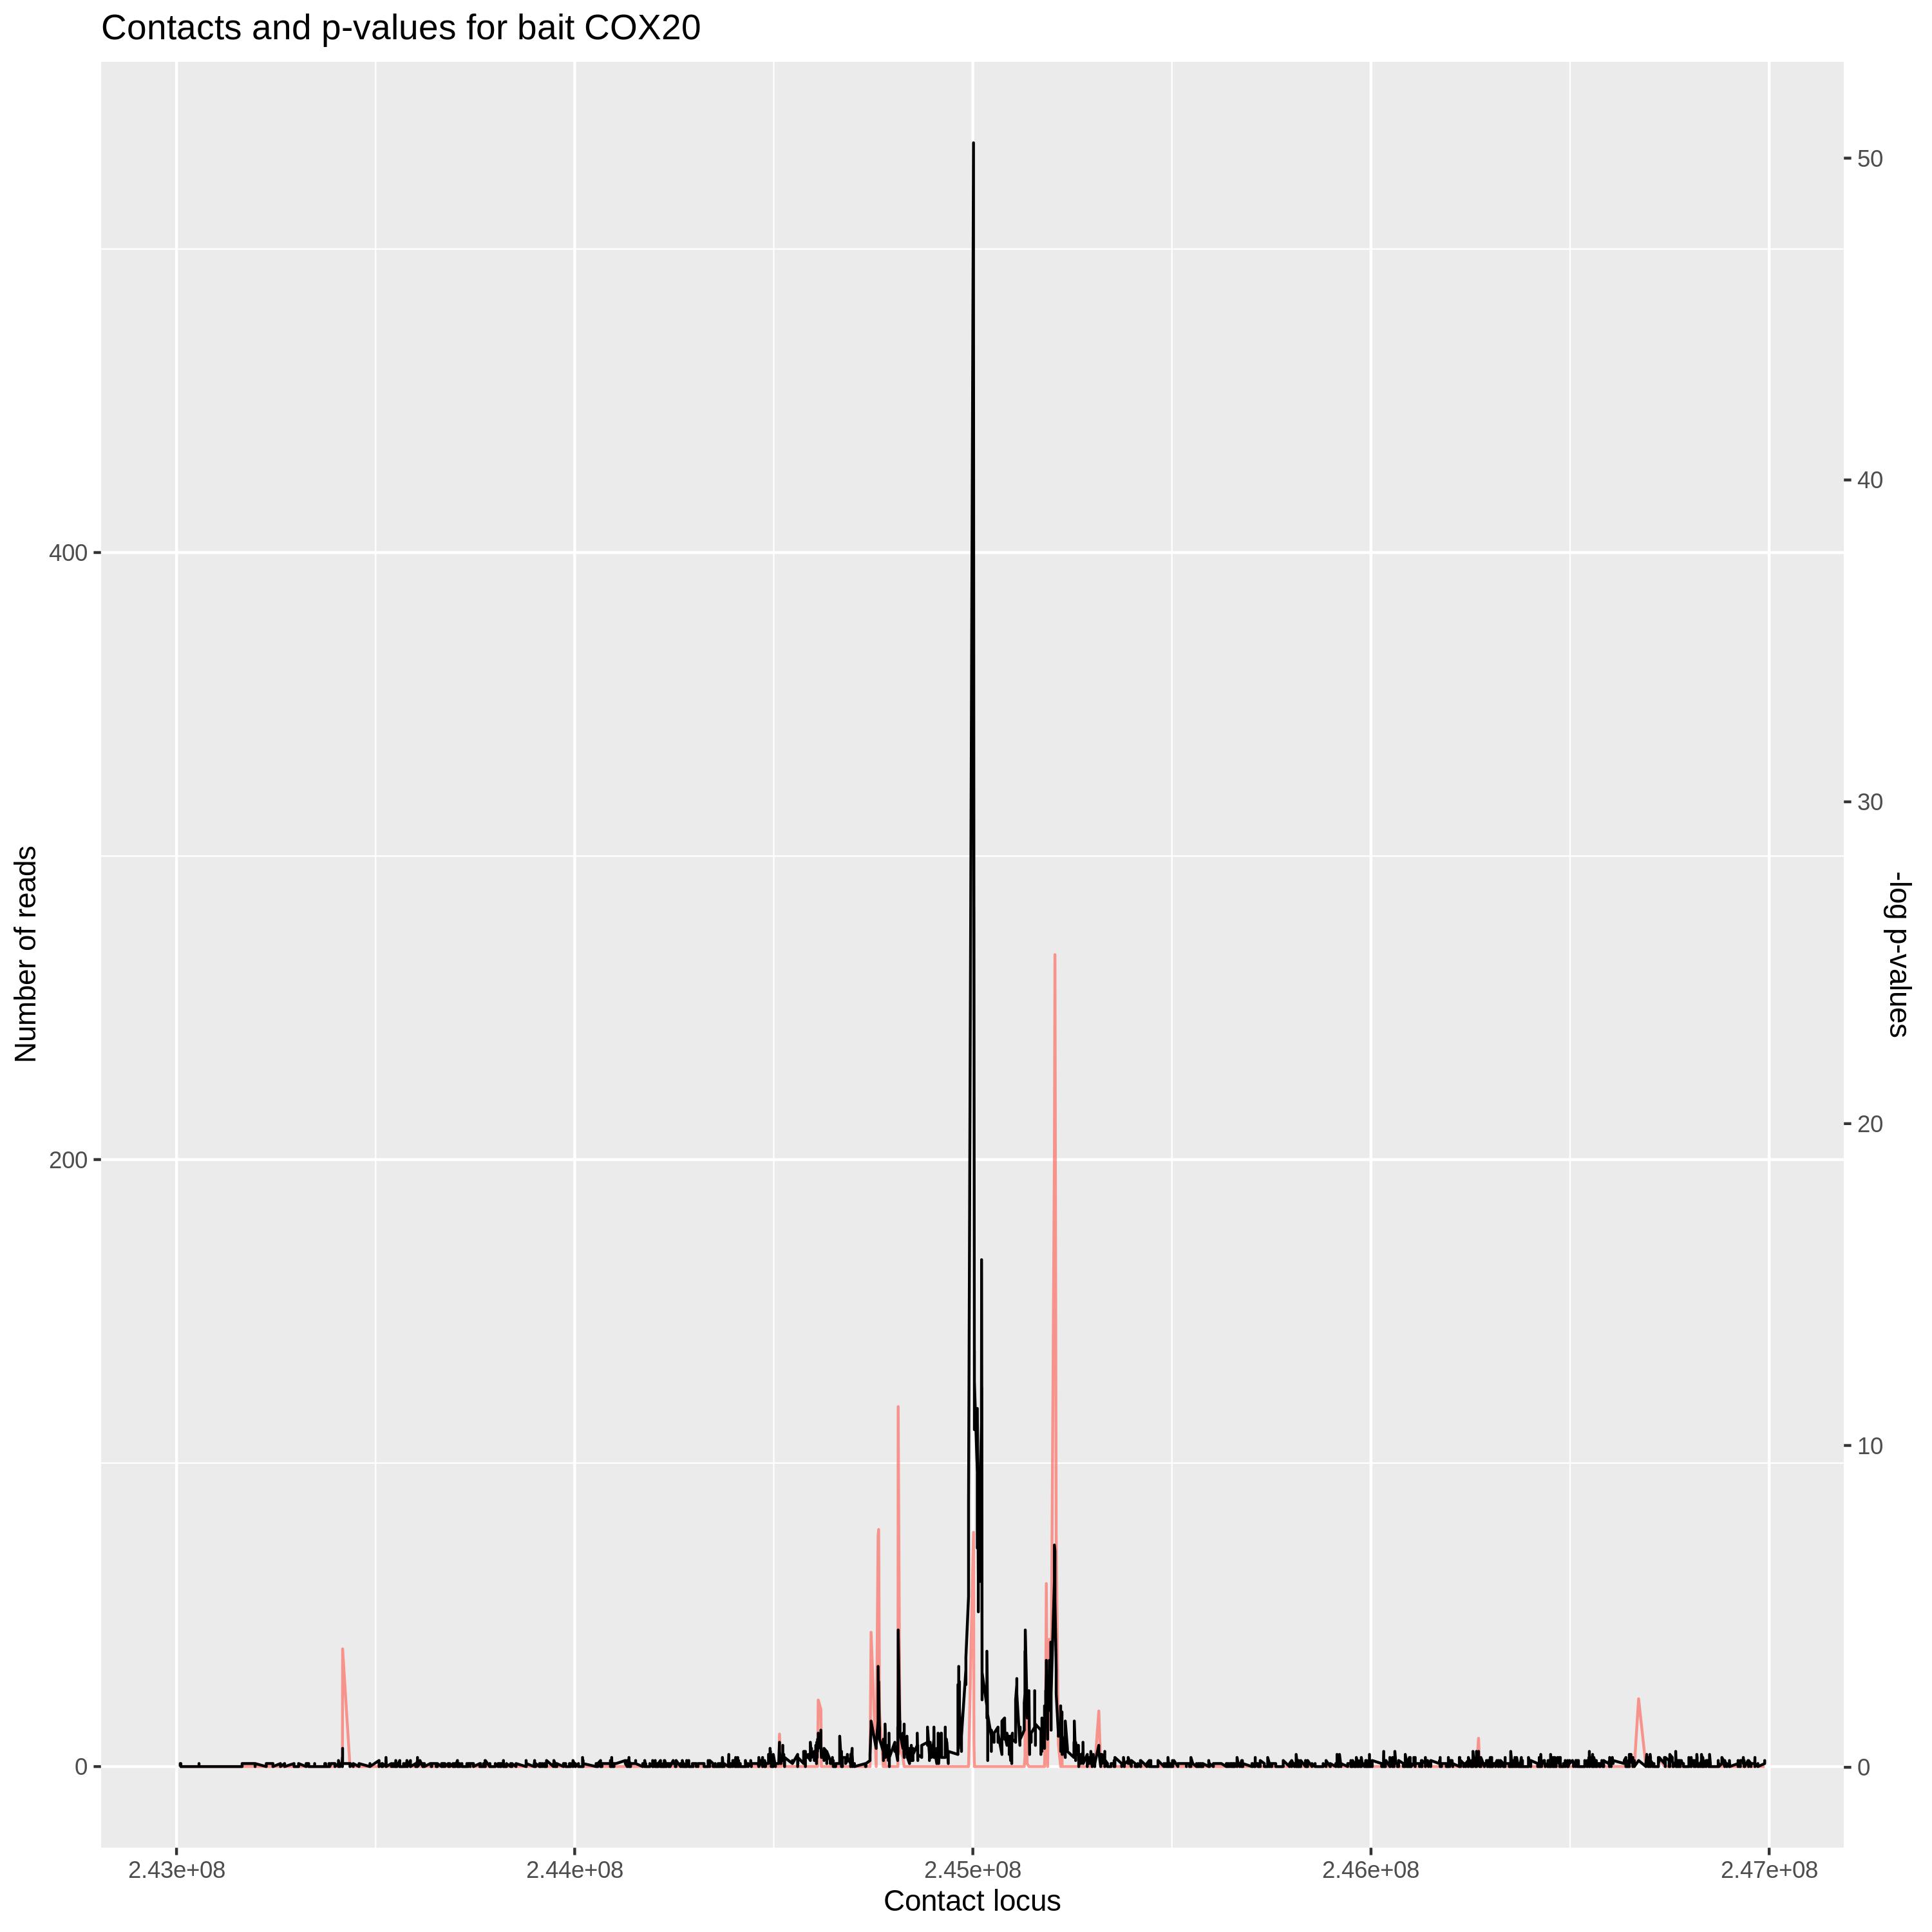 Contacts and p-values for bait COX20
Number of reads
400
200
0
50
40
30
20
10
0
-log p-values
2.43e+08
2.44e+08
2.45e+08
2.46e+08
2.47e+08
Contact locus